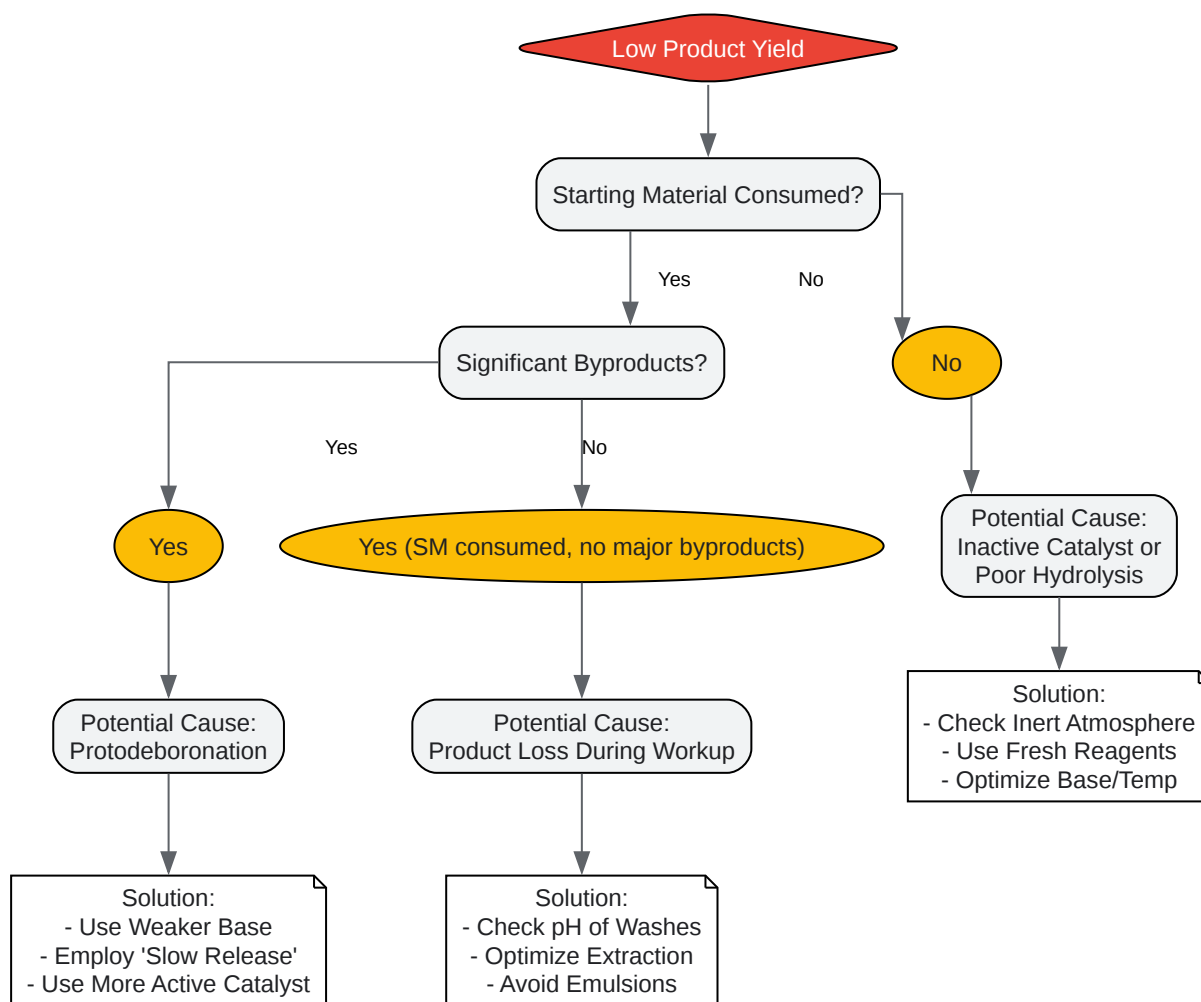 Low Product Yield
Starting Material Consumed?
Yes
No
Significant Byproducts?
No
Yes
No
Yes
Yes (SM consumed, no major byproducts)
Potential Cause:
Inactive Catalyst or
Poor Hydrolysis
Potential Cause:
Protodeboronation
Potential Cause:
Product Loss During Workup
Solution:
- Check Inert Atmosphere
- Use Fresh Reagents
- Optimize Base/Temp
Solution:
- Use Weaker Base
- Employ 'Slow Release'
- Use More Active Catalyst
Solution:
- Check pH of Washes
- Optimize Extraction
- Avoid Emulsions